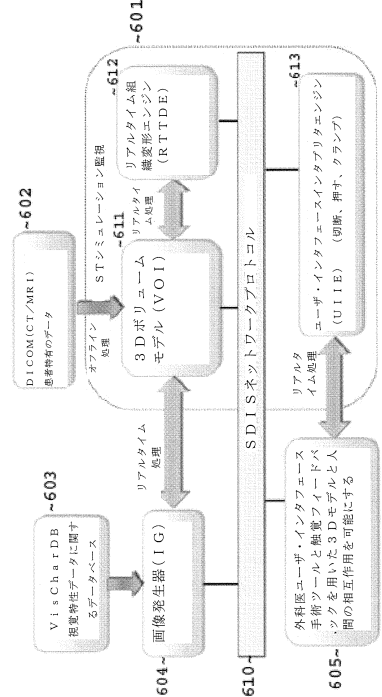 ~603
VisCharDB
視覚特性データに関す
るデータベース
~602
DICOM(CT/MRI)
患者特有のデータ
オフライン
処理
STシミュレーション監視
~601
604~
画像発生器(IG)
リアルタイム
処理
~611
3Dボリューム
モデル(VOI)
リアルタイ
ム処理
~612
リアルタイム組
織変形エンジン
(RTTDE)
610~
SDISネットワークプロトコル
605~
外科医ユーザ・インタフェース
手術ツールと触覚フィードバ
ックを用いた3Dモデルと人
間の相互作用を可能にする
リアルタ
イム処理
~613
ユーザ・インタフェースインタプリタエンジン
(UIIE) (切断、押す、クランプ)